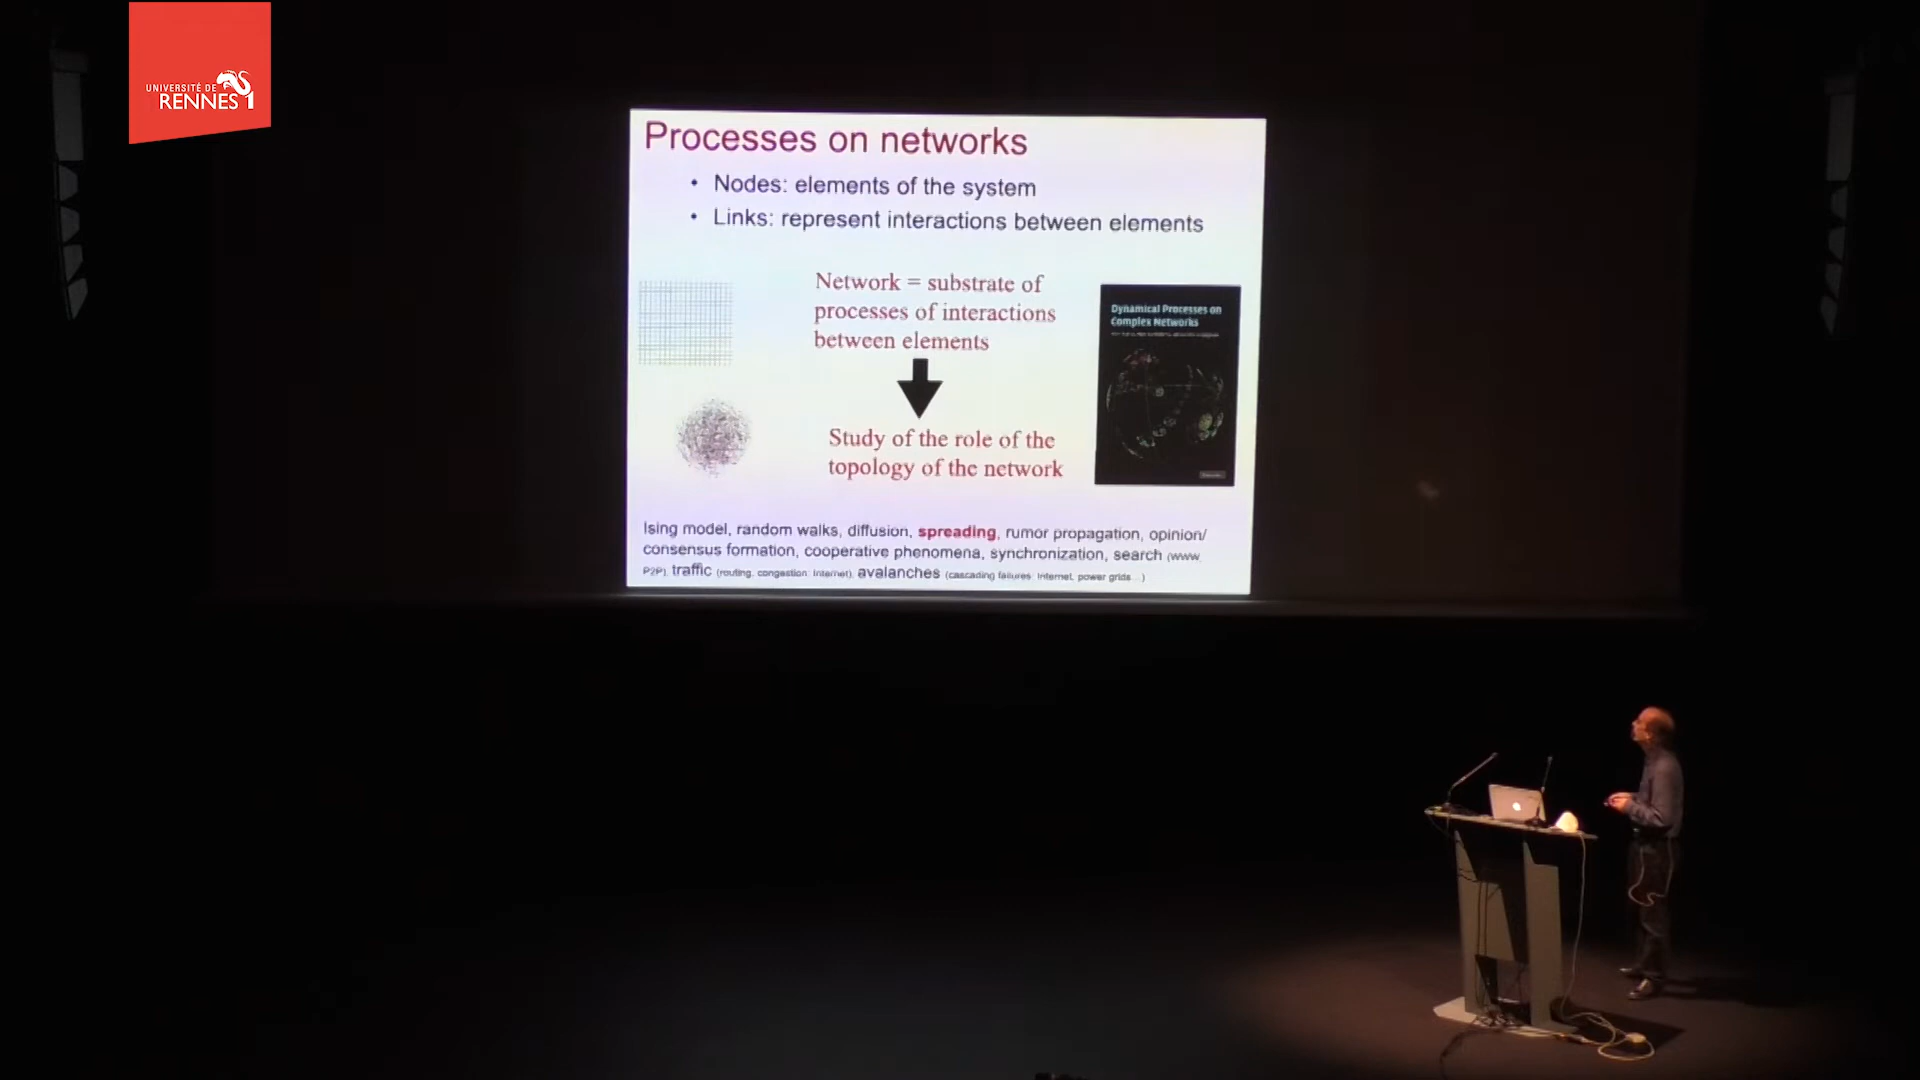 UNIVERSITÉ DE
RENNES 1
Processes on networks
• Nodes: elements of the system
• Links: represent interactions between elements
Network = substrate of
processes of interactions
between elements
Dynamical Processes on
Complex Networks
Study of the role of the
topology of the network
Ising model, random walks, diffusion, spreading, rumor propagation, opinion/
consensus formation, cooperative phenomena, synchronization, search (www,
P2P), traffic (routing, congestion: Internet), avalanches (cascading failures: Internet, power grids...)